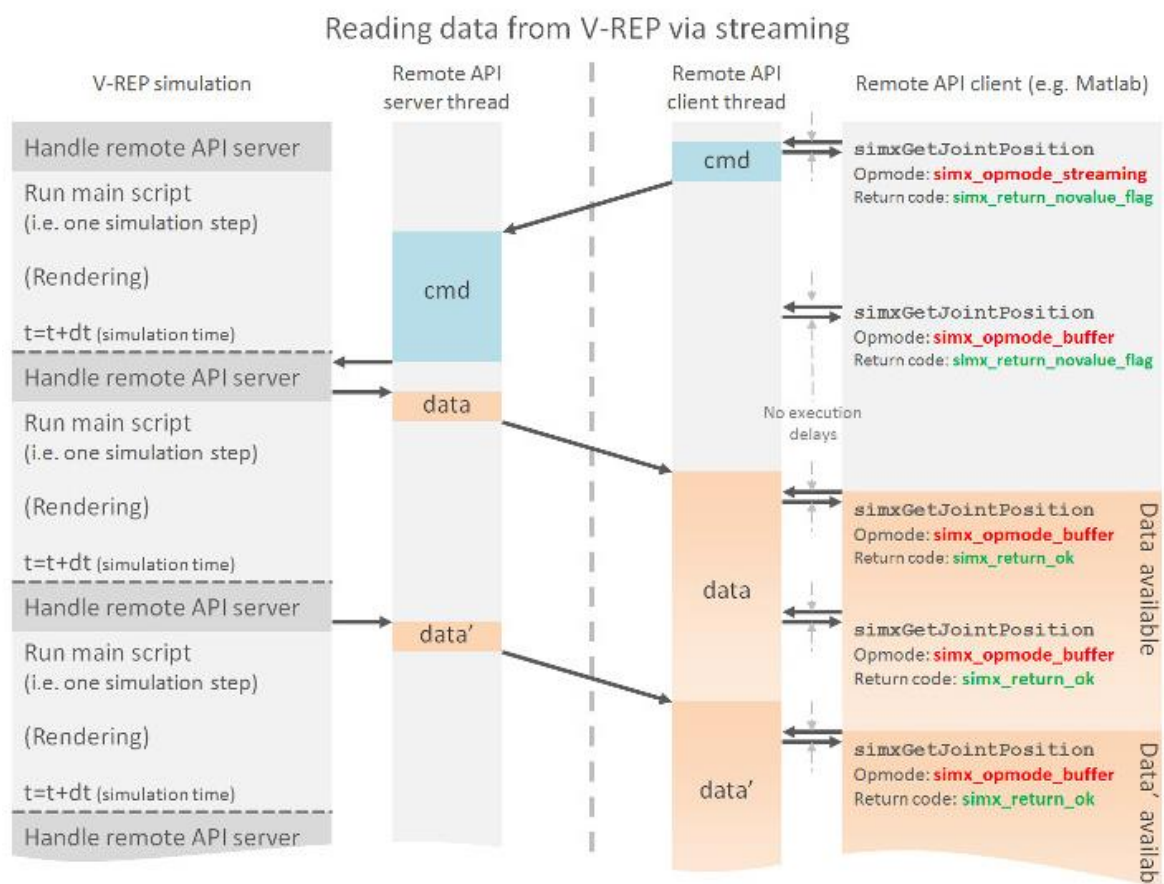 Reading data from V-REP via streaming
V-REP simulation
Remote API
server thread
Remote API
client thread
Remote API client (e.g. Matlab)
Handle remote API server
Run main script
(i.e. one simulation step)
(Rendering)
t=t+dt (simulation time)
Handle remote API server
Run main script
(i.e. one simulation step)
(Rendering)
t=t+dt (simulation time)
Handle remote API server
Run main script
(i.e. one simulation step)
(Rendering)
t=t+dt (simulation time)
Handle remote API server
cmd
data
data'
cmd
data
data'
No execution
delays
simxGetJointPosition
Opmode: simx_opmode_streaming
Return code: simx_return_novalue_flag
simxGetJointPosition
Opmode: simx_opmode_buffer
Return code: simx_return_novalue_flag
simxGetJointPosition
Opmode: simx_opmode_buffer
Return code: simx_return_ok
simxGetJointPosition
Opmode: simx_opmode_buffer
Return code: simx_return_ok
simxGetJointPosition
Opmode: simx_opmode_buffer
Return code: simx_return_ok
Data available
Data' availab